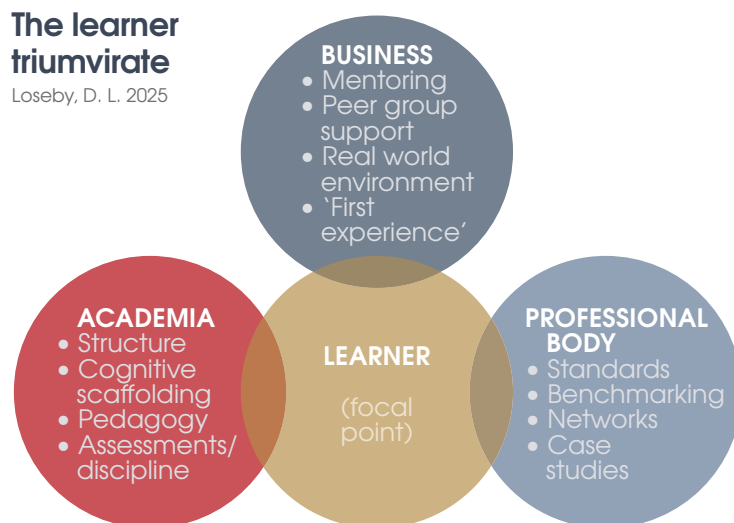 The learner
triumvirate
Loseby, D. L. 2025
BUSINESS
• Mentoring
• Peer group
support
• Real world
environment
• ‘First
experience’
ACADEMIA
• Structure
• Cognitive
scaffolding
• Pedagogy
• Assessments/
discipline
LEARNER
(focal
point)
PROFESSIONAL
BODY
• Standards
• Benchmarking
• Networks
• Case
studies